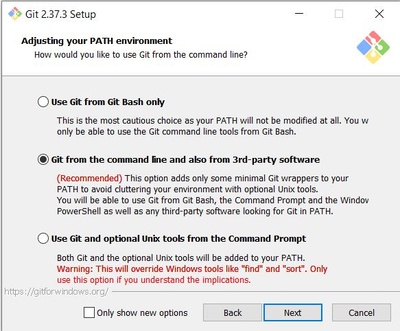 Git 2.37.3 Setup
Adjusting your PATH environment
How would you like to use Git from the command line?
Use Git from Git Bash only
This is the most cautious choice as your PATH will not be modified at all. You w
only be able to use the Git command line tools from Git Bash.
Git from the command line and also from 3rd-party software
(Recommended) This option adds only some minimal Git wrappers to your
PATH to avoid cluttering your environment with optional Unix tools.
You will be able to use Git from Git Bash, the Command Prompt and the Window
PowerShell as well as any third-party software looking for Git in PATH.
Use Git and optional Unix tools from the Command Prompt
Both Git and the optional Unix tools will be added to your PATH.
Warning: This will override Windows tools like "find" and "sort". Only
use this option if you understand the implications.
https://gitforwindows.org/
Only show new options
Back
Next
Cancel